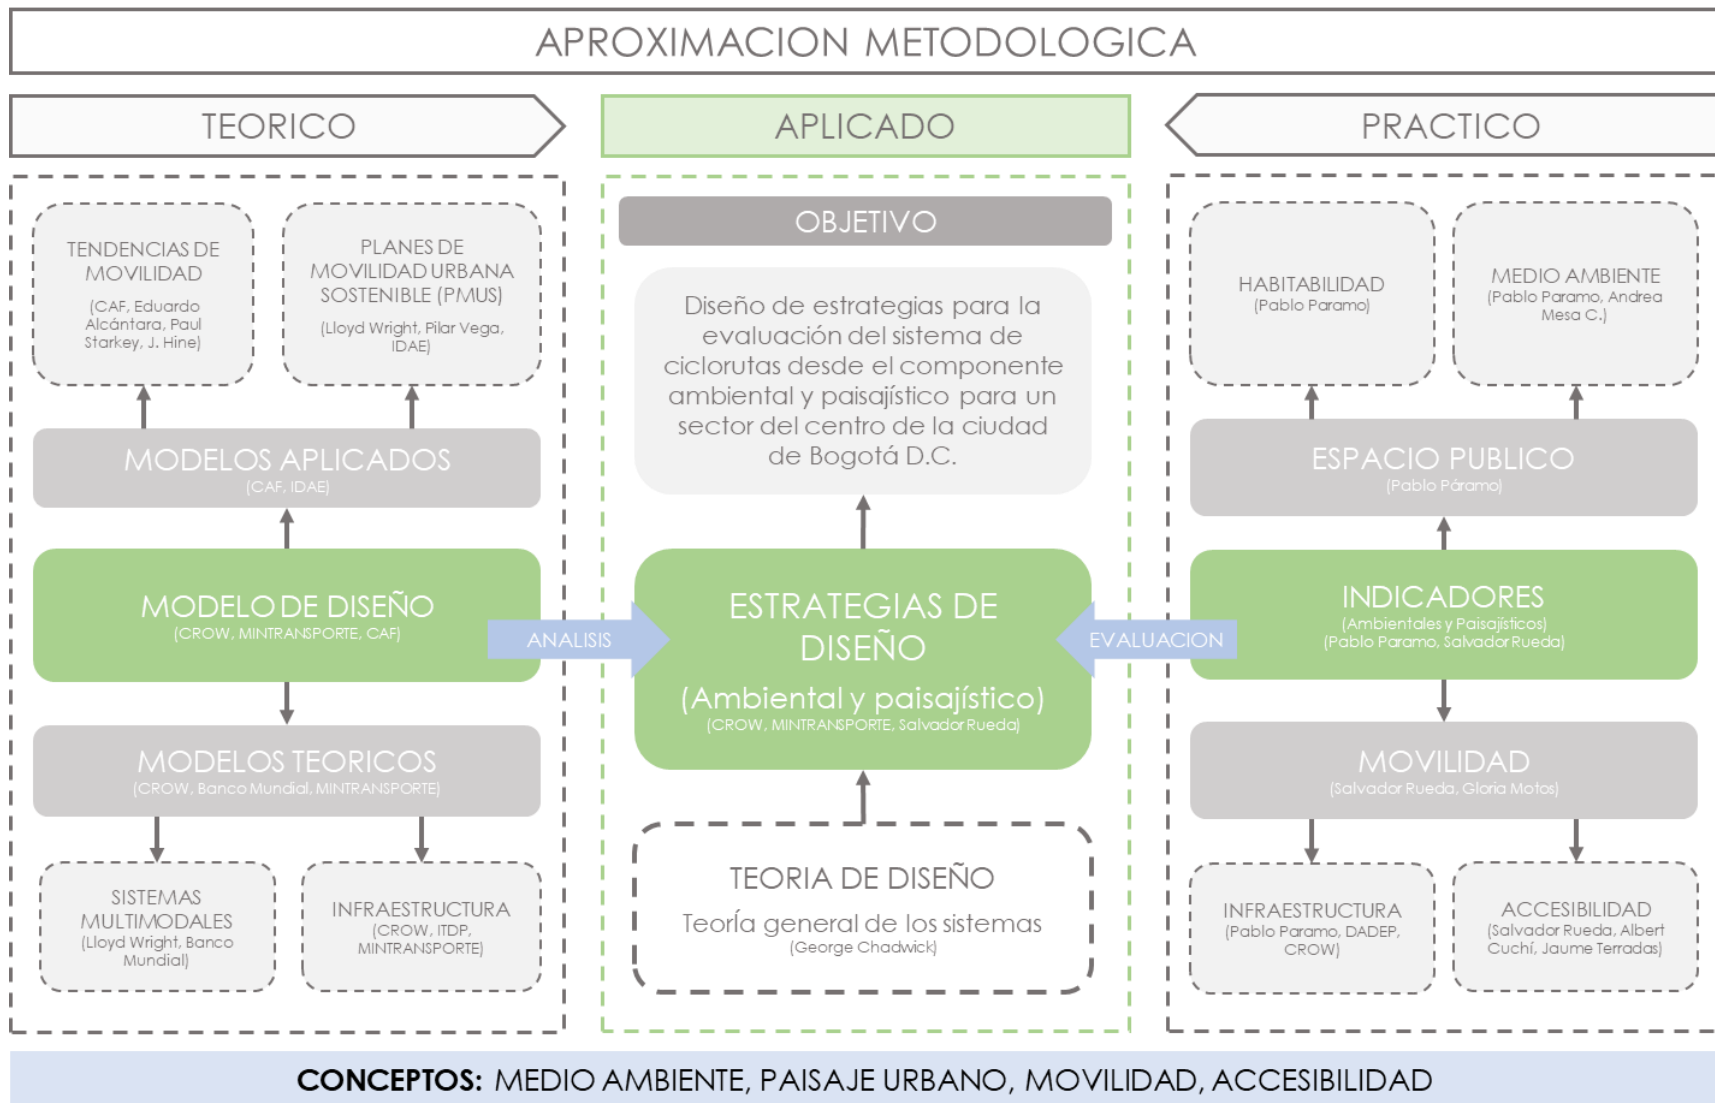 APROXIMACION METODOLOGICA
TEORICO
TENDENCIAS DE
MOVILIDAD
(CAF, Eduardo
Alcántara, Paul
Starkey, J. Hine)
PLANES DE
MOVILIDAD URBANA
SOSTENIBLE (PMUS)
(Lloyd Wright, Pilar Vega,
IDAE)
MODELOS APLICADOS
(CAF, IDAE)
MODELO DE DISEÑO
(CROW, MINTRANSPORTE, CAF)
MODELOS TEORICOS
(CROW, Banco Mundial, MINTRANSPORTE)
SISTEMAS
MULTIMODALES
(Lloyd Wright, Banco
Mundial)
INFRAESTRUCTURA
(CROW, ITDP,
MINTRANSPORTE)
ANALISIS
APLICADO
OBJETIVO
Diseño de estrategias para la
evaluación del sistema de
ciclorutas desde el componente
ambiental y paisajístico para un
sector del centro de la ciudad
de Bogotá D.C.
ESTRATEGIAS DE
DISEÑO
(Ambiental y paisajístico)
(CROW, MINTRANSPORTE, Salvador Rueda)
TEORIA DE DISEÑO
Teoría general de los sistemas
(George Chadwick)
EVALUACION
PRACTICO
HABITABILIDAD
(Pablo Paramo)
MEDIO AMBIENTE
(Pablo Paramo, Andrea
Mesa C.)
ESPACIO PUBLICO
(Pablo Páramo)
INDICADORES
(Ambientales y Paisajísticos)
(Pablo Paramo, Salvador Rueda)
MOVILIDAD
(Salvador Rueda, Gloria Motos)
INFRAESTRUCTURA
(Pablo Paramo, DADEP,
CROW)
ACCESIBILIDAD
(Salvador Rueda, Albert
Cuchí, Jaume Terradas)
CONCEPTOS: MEDIO AMBIENTE, PAISAJE URBANO, MOVILIDAD, ACCESIBILIDAD